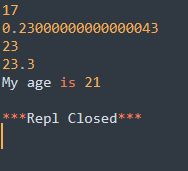 17
0.23000000000000043
23
23.3
My age is 21
***Repl Closed***